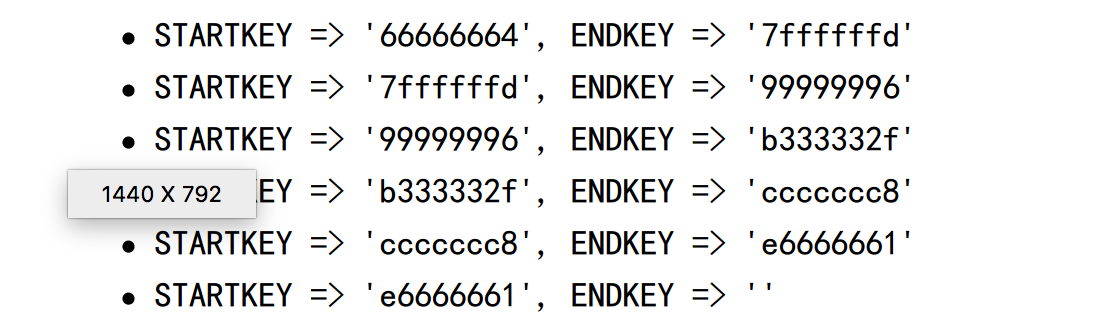 • STARTKEY => '66666664', ENDKEY => '7ffffffd'
• STARTKEY => '7ffffffd', ENDKEY => '99999996'
• STARTKEY => '99999996', ENDKEY => 'b333332f'
1440 X 792 EY => 'b333332f', ENDKEY => 'ccccccc8'
• STARTKEY => 'ccccccc8', ENDKEY => 'e6666661'
• STARTKEY => 'e6666661', ENDKEY => ''